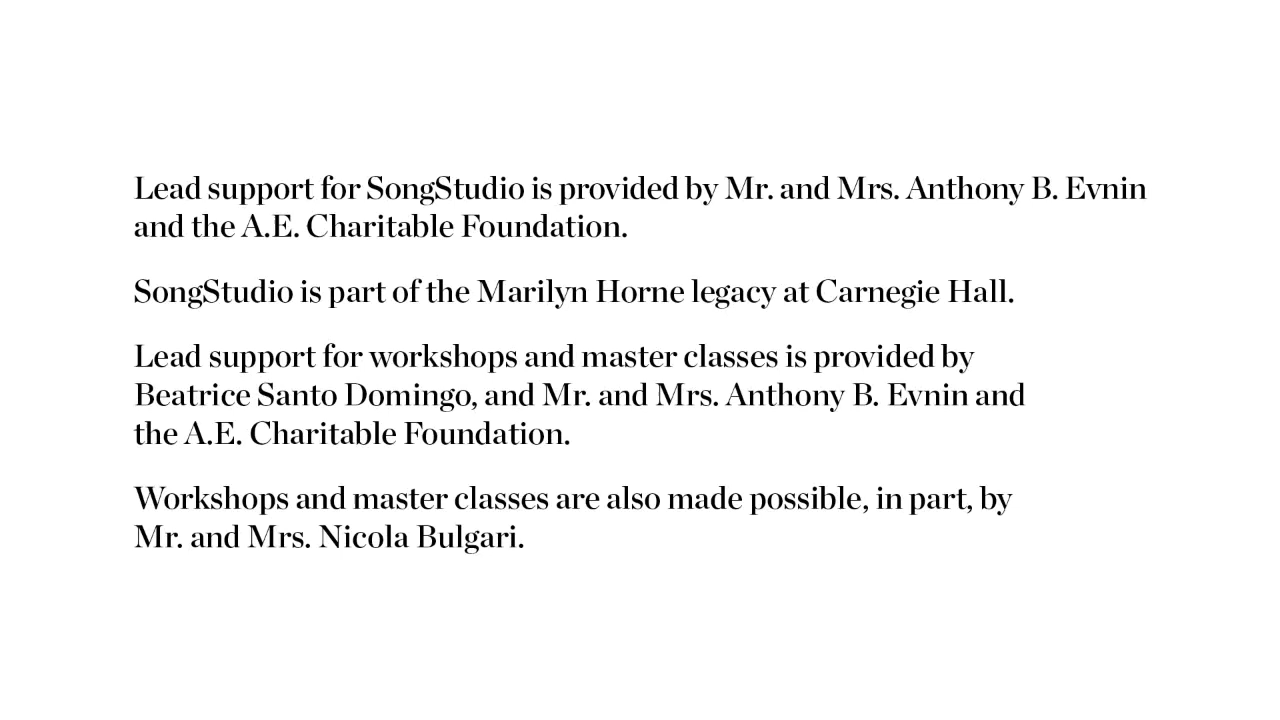 Lead support for SongStudio is provided by Mr. and Mrs. Anthony B. Evnin
and the A.E. Charitable Foundation.
SongStudio is part of the Marilyn Horne legacy at Carnegie Hall.
Lead support for workshops and master classes is provided by
Beatrice Santo Domingo, and Mr. and Mrs. Anthony B. Evnin and
the A.E. Charitable Foundation.
Workshops and master classes are also made possible, in part, by
Mr. and Mrs. Nicola Bulgari.